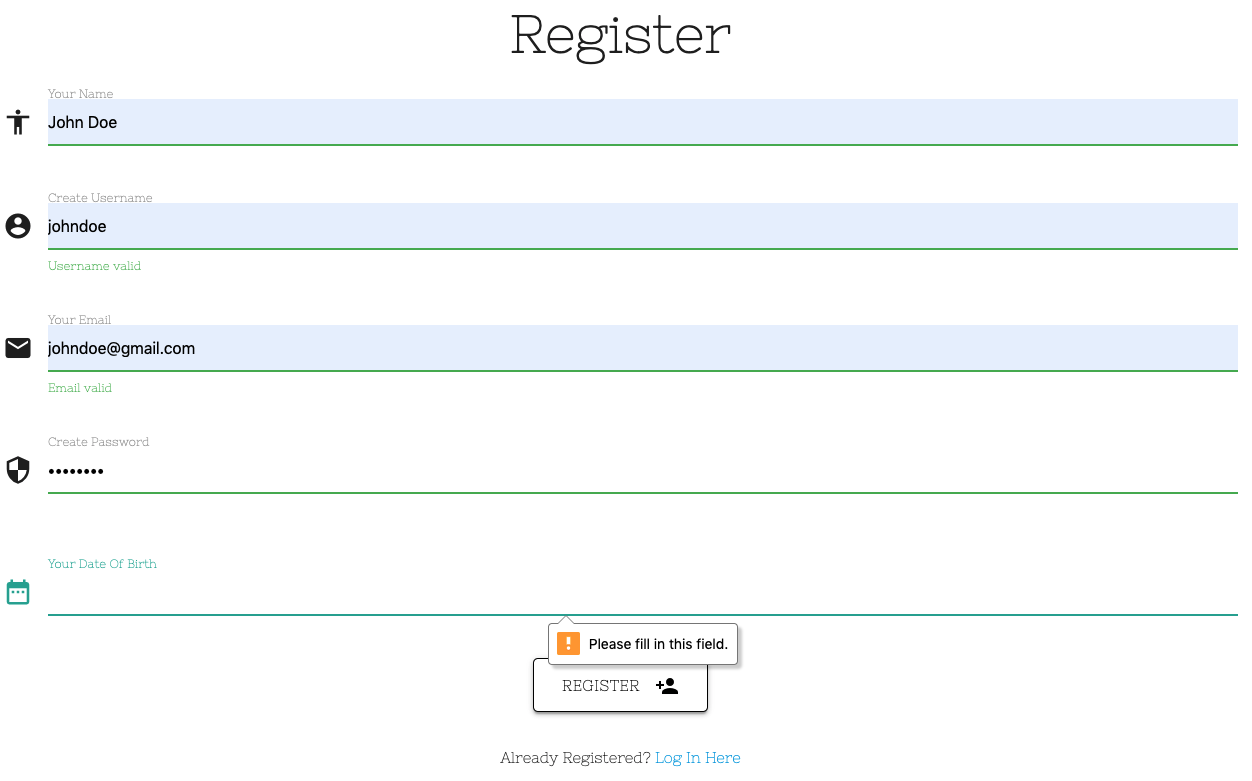 Register
Your Name
John Doe
Create Username
johndoe
Username valid
Your Email
johndoe@gmail.com
Email valid
Create Password
••••••••
Your Date Of Birth
Please fill in this field.
REGISTER
Already Registered? Log In Here